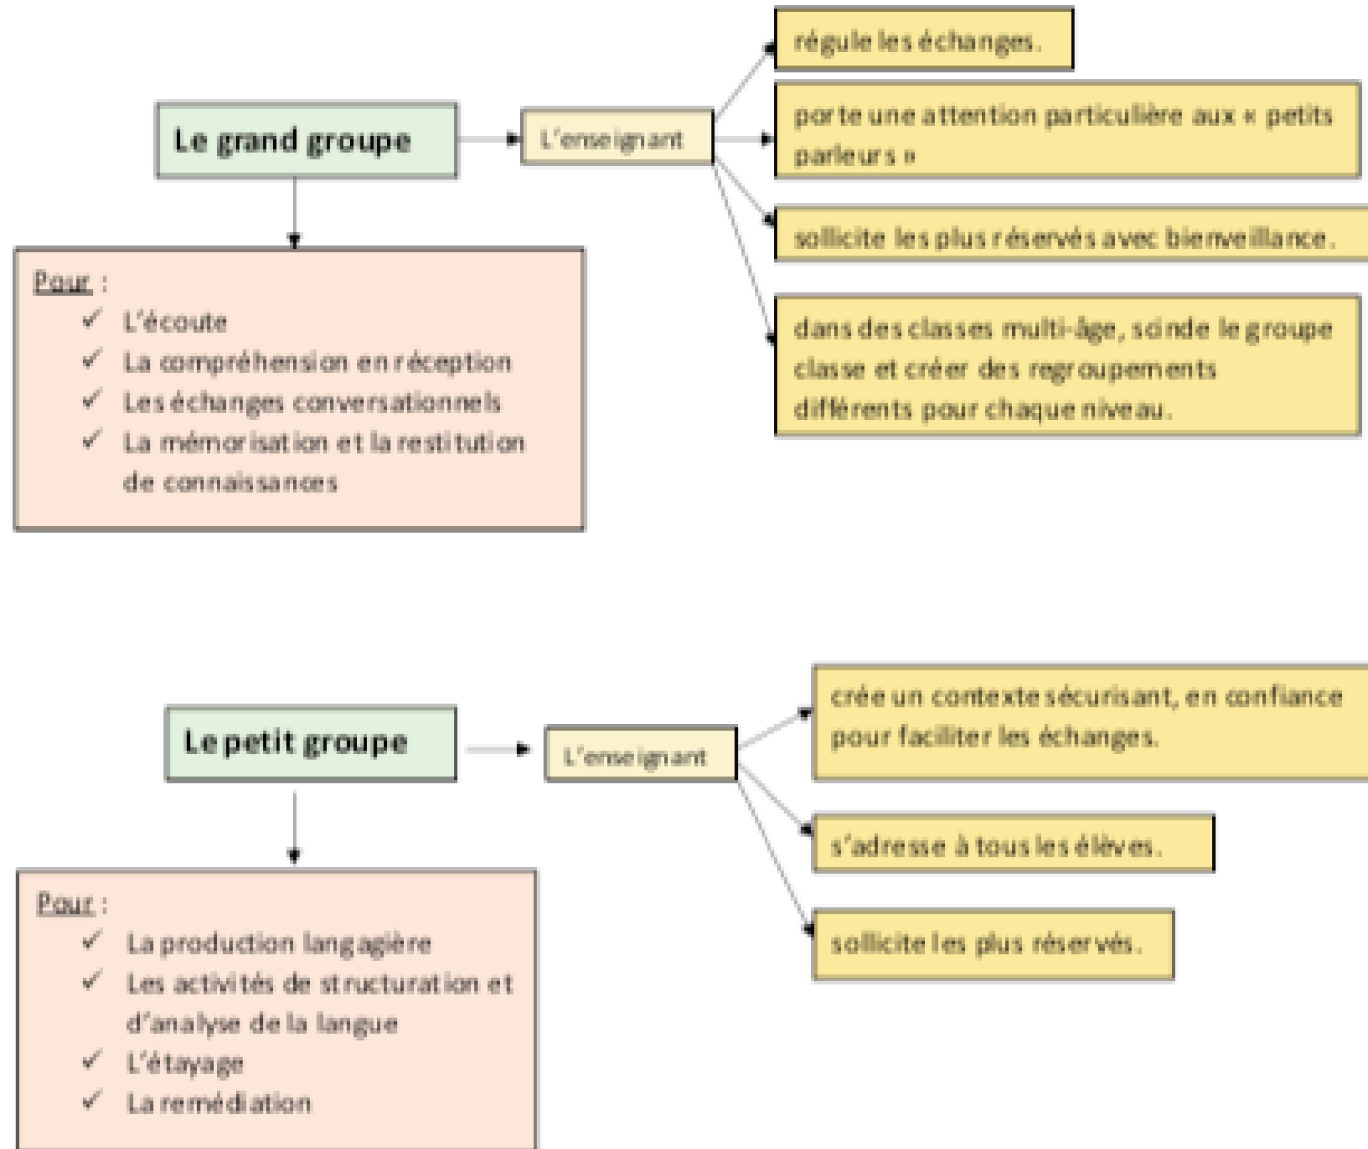 Le grand groupe
L'enseignant
régule les échanges.
porte une attention particulière aux « petits
parleurs »
sollicite les plus réservés avec bienveillance.
dans des classes multi-âge, scinde le groupe
classe et créer des regroupements
différents pour chaque niveau.
Pour :
✓ L'écoute
✓ La compréhension en réception
✓ Les échanges conversationnels
✓ La mémorisation et la restitution
de connaissances
Le petit groupe
L'enseignant
crée un contexte sécurisant, en confiance
pour faciliter les échanges.
s'adresse à tous les élèves.
sollicite les plus réservés.
Pour :
✓ La production langagière
✓ Les activités de structuration et
d'analyse de la langue
✓ L'étayage
✓ La remédiation